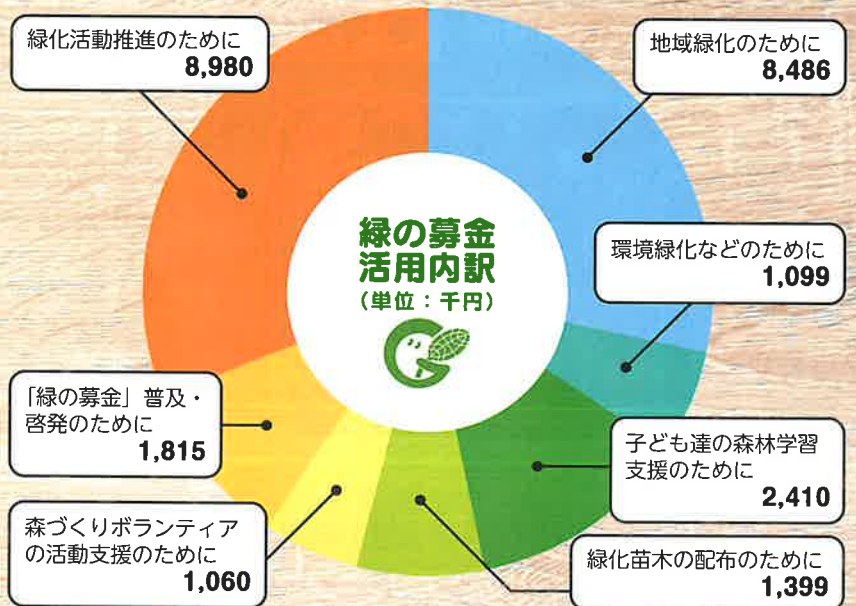 緑の募金
活用内訳
(単位：千円)
地域緑化のために
8,486
環境緑化などのために
1,099
子ども達の森林学習
支援のために
2,410
緑化苗木の配布のために
1,399
森づくりボランティア
の活動支援のために
1,060
「緑の募金」普及・
啓発のために
1,815
緑化活動推進のために
8,980